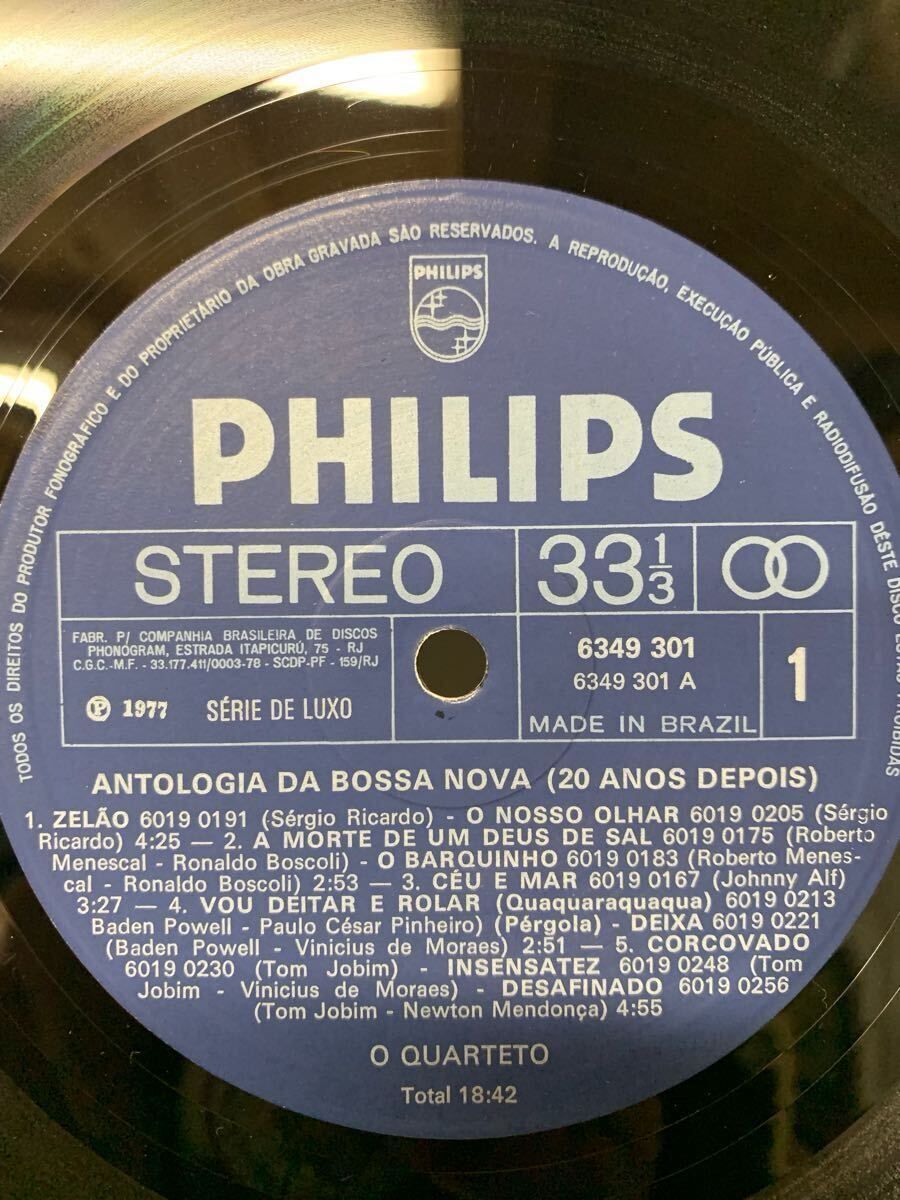 TODOS OS DIREITOS DO PRODUTOR FONOGRÁFICO E DO PROPRIETÁRIO DA OBRA GRAVADA SÃO RESERVADOS. A REPRODUÇÃO, EXECUÇÃO PÚBLICA E RADIODIFUSÃO DÊSTE DISCO
PHILIPS
PHILIPS
STEREO
33 1/3
FABR. P/ COMPANHIA BRASILEIRA DE DISCOS
PHONOGRAM, ESTRADA ITAPICURÚ, 75 - RJ
C.G.C.-M.F. - 33.177.411/0003-78 - SCDP-PF - 159/RJ
℗ 1977 SÉRIE DE LUXO
6349 301
6349 301 A
MADE IN BRAZIL
1
ANTOLOGIA DA BOSSA NOVA (20 ANOS DEPOIS)
1. ZELÃO 6019 0191 (Sérgio Ricardo) - O NOSSO OLHAR 6019 0205 (Sérgio
Ricardo) 4:25 — 2. A MORTE DE UM DEUS DE SAL 6019 0175 (Roberto
Menescal - Ronaldo Boscoli) - O BARQUINHO 6019 0183 (Roberto Menes-
cal - Ronaldo Boscoli) 2:53 — 3. CÉU E MAR 6019 0167 (Johnny Alf)
3:27 — 4. VOU DEITAR E ROLAR (Quaquaraquaqua) 6019 0213
Baden Powell - Paulo César Pinheiro) (Pérgola) - DEIXA 6019 0221
(Baden Powell - Vinicius de Moraes) 2:51 — 5. CORCOVADO
6019 0230 (Tom Jobim) - INSENSATEZ 6019 0248 (Tom
Jobim - Vinicius de Moraes) - DESAFINADO 6019 0256
(Tom Jobim - Newton Mendonça) 4:55
O QUARTETO
Total 18:42